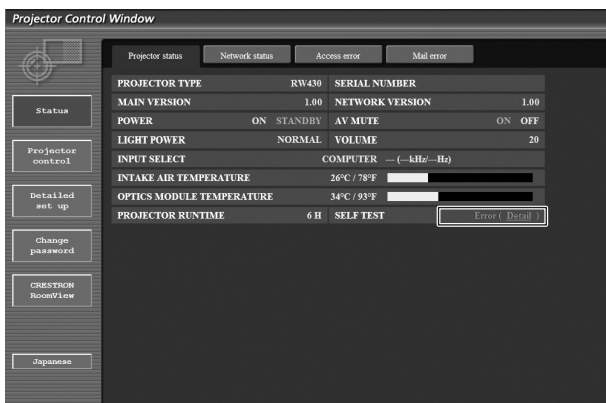 Projector Control Window
Projector status Network status Access error Mail error
Status
Projector
control
Detailed
set up
Change
password
CRESTRON
RoomView
Japanese
PROJECTOR TYPE RW430 SERIAL NUMBER
MAIN VERSION 1.00 NETWORK VERSION 1.00
POWER ON STANDBY AV MUTE ON OFF
LIGHT POWER NORMAL VOLUME 20
INPUT SELECT COMPUTER — (—kHz/—Hz)
INTAKE AIR TEMPERATURE 26°C / 78°F
OPTICS MODULE TEMPERATURE 34°C / 93°F
PROJECTOR RUNTIME 6 H SELF TEST Error ( Detail )